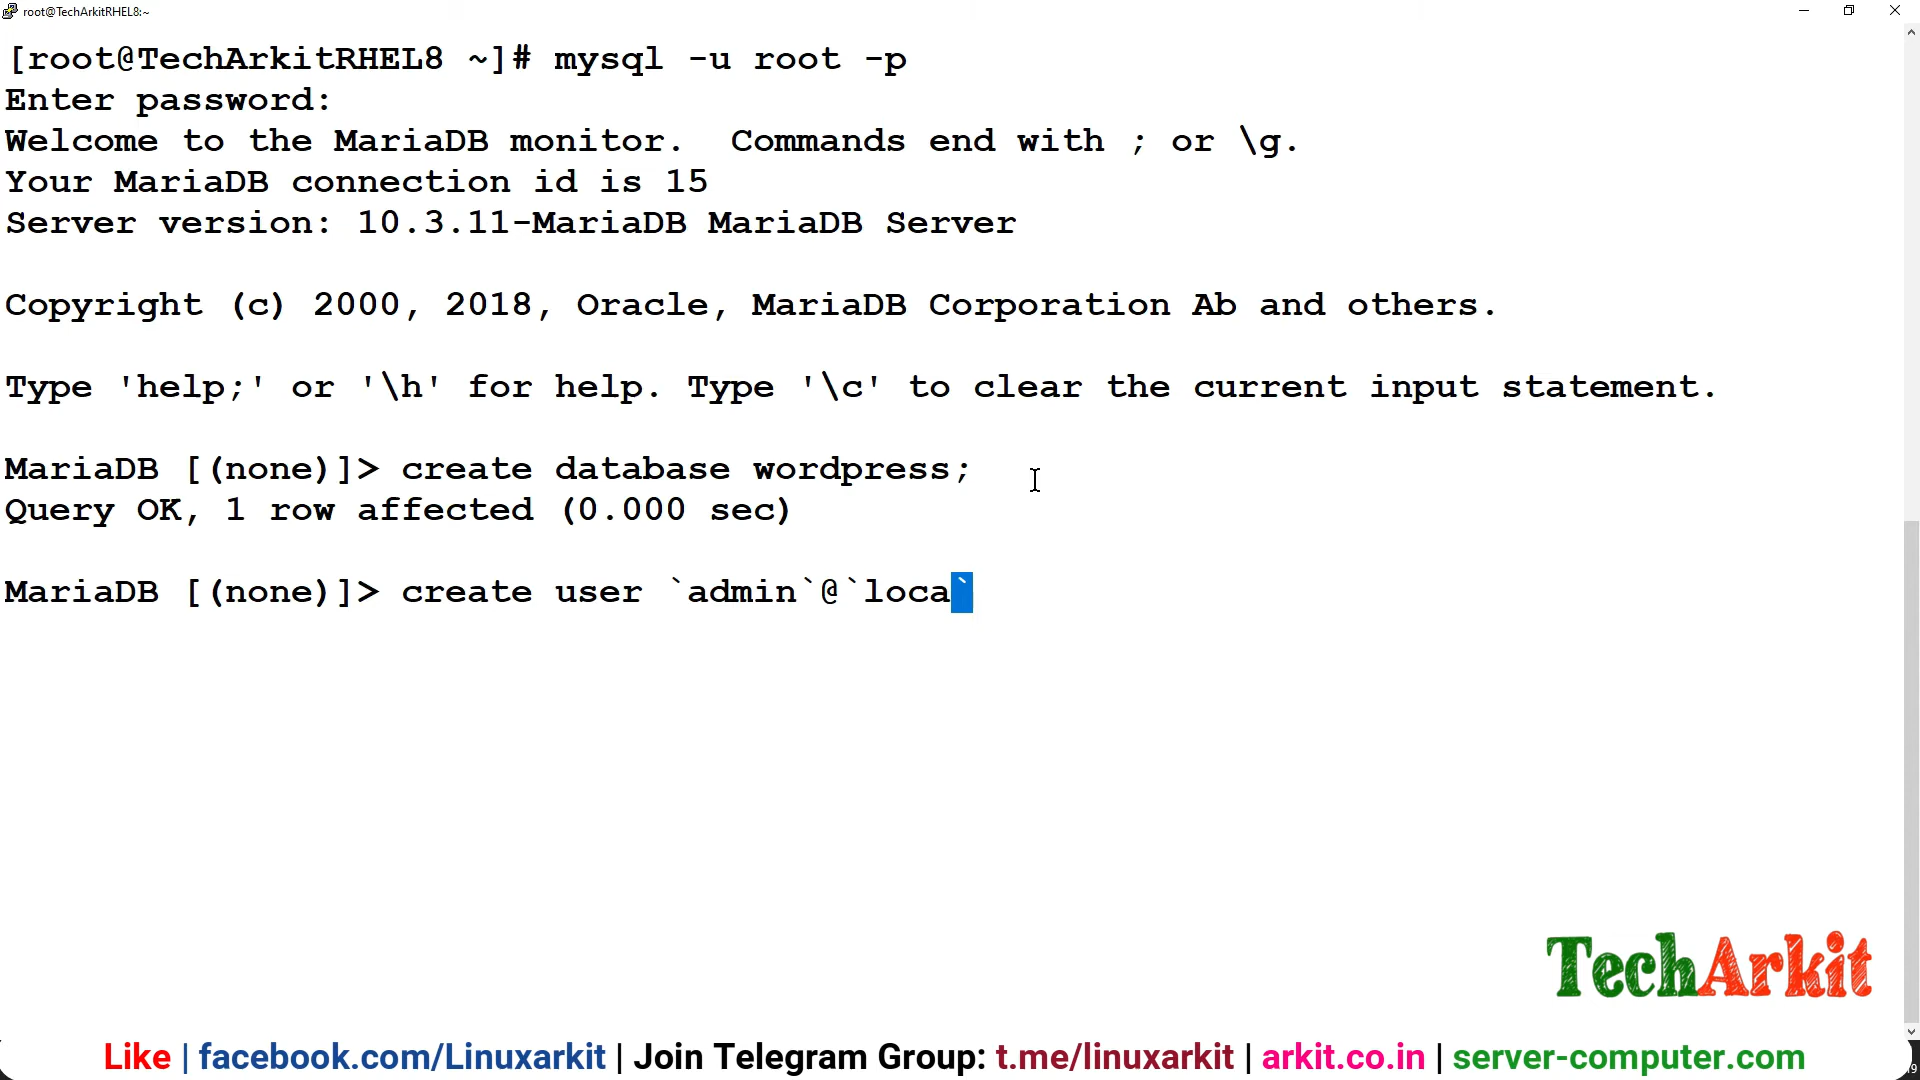 root@TechArkitRHEL8:~
[root@TechArkitRHEL8 ~]# mysql -u root -p
Enter password:
Welcome to the MariaDB monitor.  Commands end with ; or \g.
Your MariaDB connection id is 15
Server version: 10.3.11-MariaDB MariaDB Server
Copyright (c) 2000, 2018, Oracle, MariaDB Corporation Ab and others.
Type 'help;' or '\h' for help. Type '\c' to clear the current input statement.
MariaDB [(none)]> create database wordpress;
Query OK, 1 row affected (0.000 sec)
MariaDB [(none)]> create user `admin`@`loca`
TechArkit
Like | facebook.com/Linuxarkit | Join Telegram Group: t.me/linuxarkit | arkit.co.in | server-computer.com